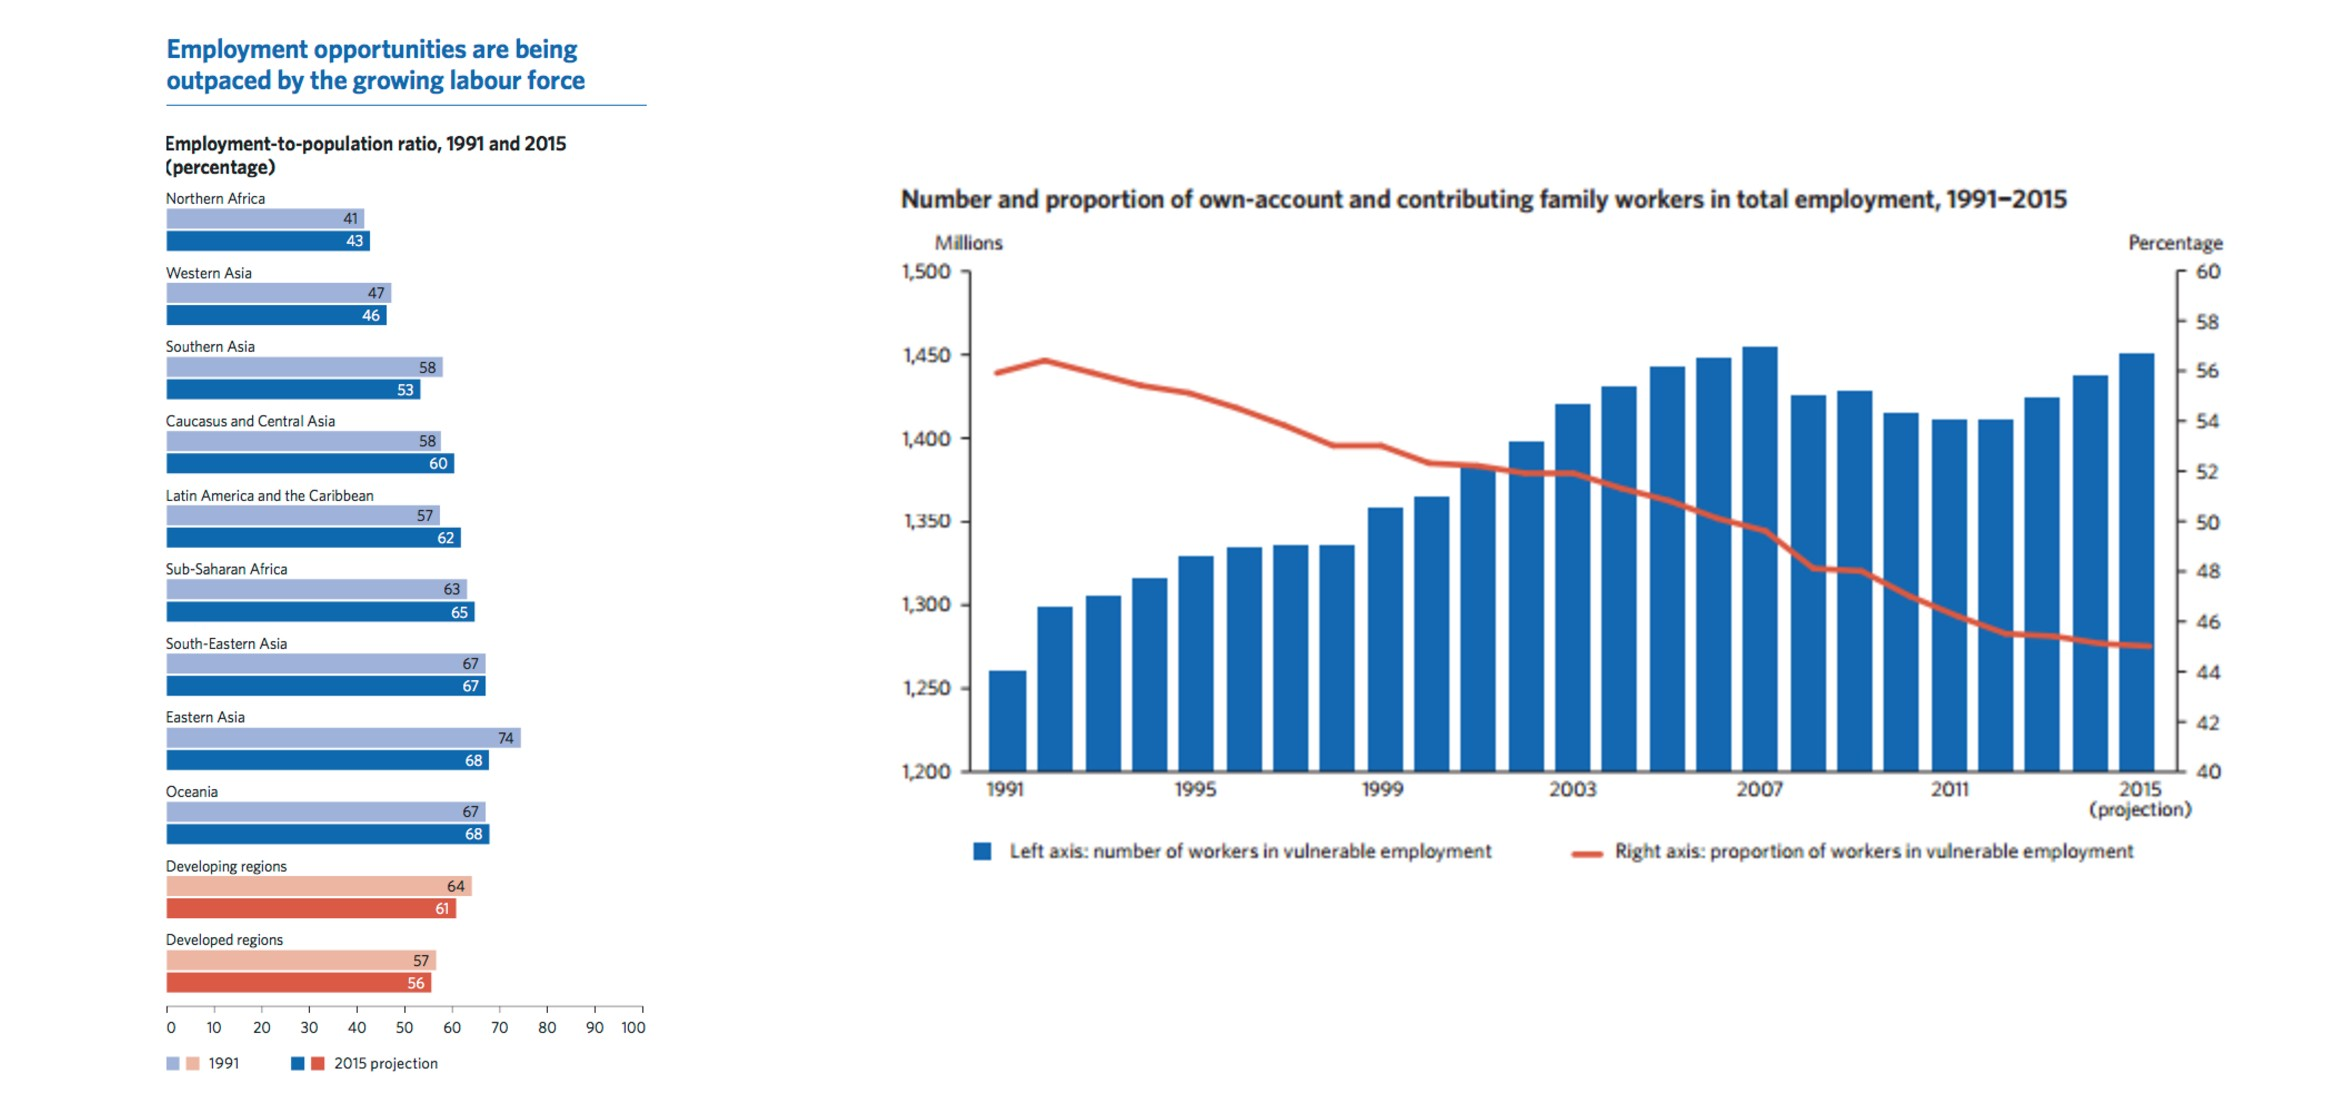 Employment opportunities are being
outpaced by the growing labour force
Employment-to-population ratio, 1991 and 2015
(percentage)
Northern Africa
41
43
Western Asia
47
46
Southern Asia
58
53
Caucasus and Central Asia
58
60
Latin America and the Caribbean
57
62
Sub-Saharan Africa
63
65
South-Eastern Asia
67
67
Eastern Asia
74
68
Oceania
67
68
Developing regions
64
61
Developed regions
57
56
0 10 20 30 40 50 60 70 80 90 100
1991 2015 projection
Number and proportion of own-account and contributing family workers in total employment, 1991–2015
Millions Percentage
1,500 60
58
1,450 56
54
1,400 52
1,350 50
48
1,300 46
1,250 44
42
1,200 40
1991 1995 1999 2003 2007 2011 2015
(projection)
Left axis: number of workers in vulnerable employment Right axis: proportion of workers in vulnerable employment